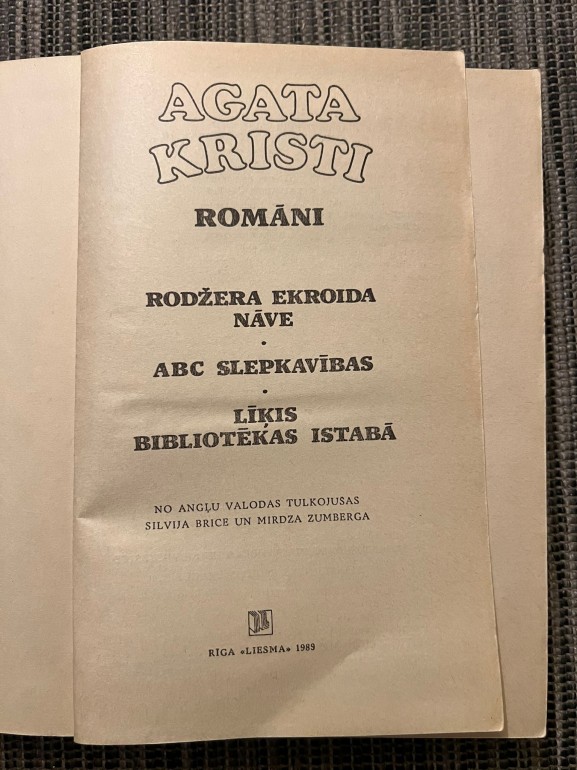 AGATA
KRISTI
ROMĀNI
RODŽERA EKROIDA
NĀVE
•
ABC SLEPKAVĪBAS
•
LĪĶIS
BIBLIOTĒKAS ISTABĀ
NO ANGĻU VALODAS TULKOJUSAS
SILVIJA BRICE UN MIRDZA ZUMBERGA
RĪGA «LIESMA» 1989